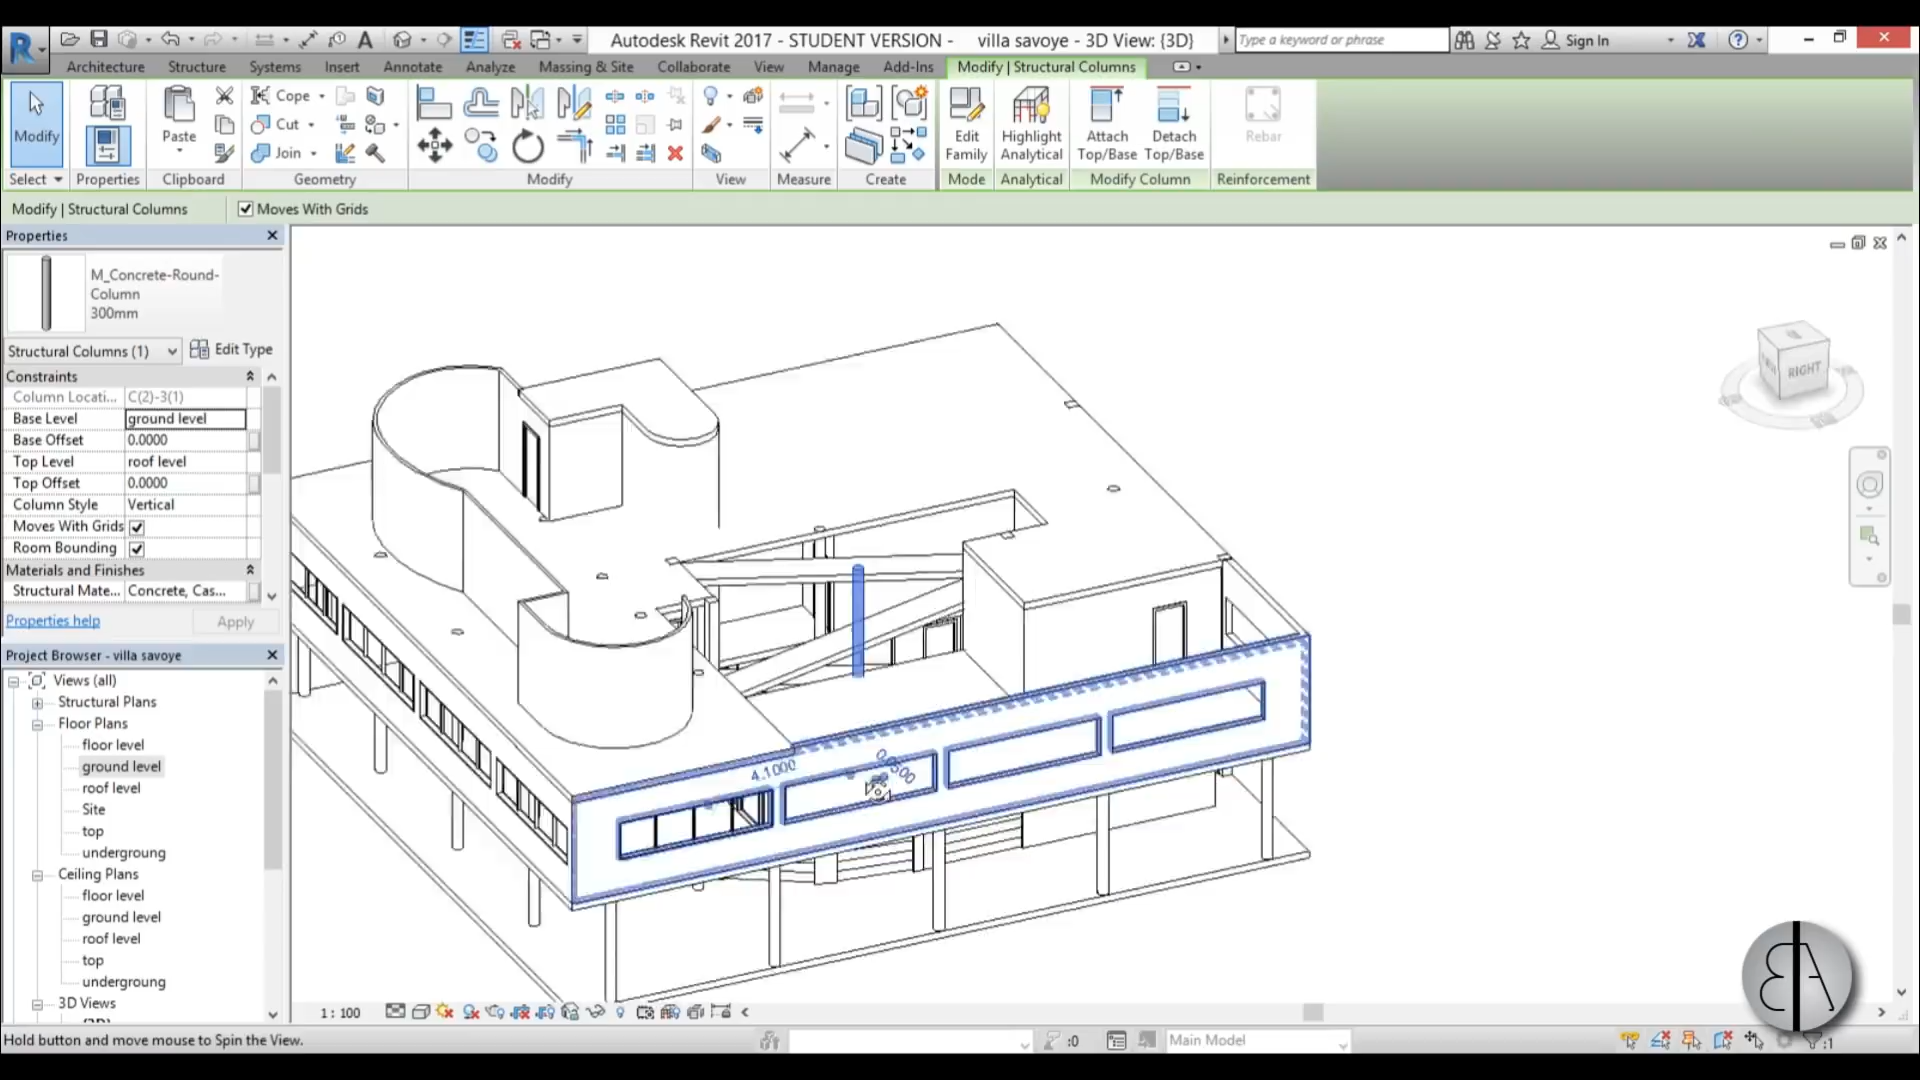 Autodesk Revit 2017 - STUDENT VERSION -    villa savoye - 3D View: {3D}
Type a keyword or phrase
Sign In
Architecture Structure Systems Insert Annotate Analyze Massing & Site Collaborate View Manage Add-Ins Modify | Structural Columns
Modify
Paste
Cope
Cut
Join
Edit Family
Highlight Analytical
Attach Top/Base
Detach Top/Base
Rebar
Select Properties Clipboard Geometry Modify View Measure Create Mode Analytical Modify Column Reinforcement
Modify | Structural Columns
Moves With Grids
Properties
M_Concrete-Round-
Column
300mm
Structural Columns (1) Edit Type
Constraints
Column Locati... C(2)-3(1)
Base Level ground level
Base Offset 0.0000
Top Level roof level
Top Offset 0.0000
Column Style Vertical
Moves With Grids
Room Bounding
Materials and Finishes
Structural Mate... Concrete, Cas...
Properties help Apply
Project Browser - villa savoye
Views (all)
Structural Plans
Floor Plans
floor level
ground level
roof level
Site
top
undergroung
Ceiling Plans
floor level
ground level
roof level
top
undergroung
3D Views
RIGHT
4.1000
1 : 100
Hold button and move mouse to Spin the View.
:0
Main Model
:1